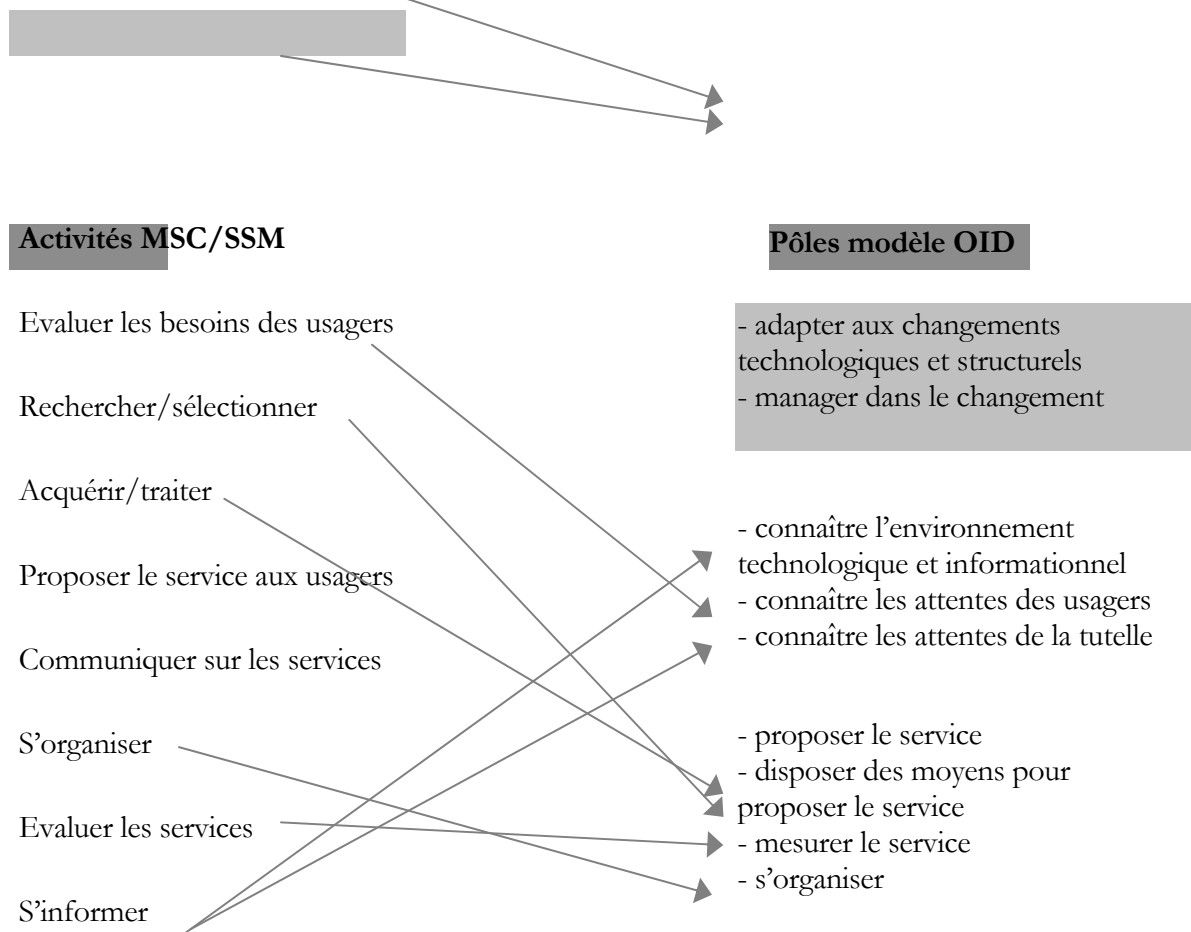 Activités MSC/SSM
Evaluer les besoins des usagers
Rechercher/sélectionner
Acquérir/traiter
Proposer le service aux usagers
Communiquer sur les services
S’organiser
Evaluer les services
S’informer
Pôles modèle OID
- adapter aux changements
technologiques et structurels
- manager dans le changement
- connaître l’environnement
technologique et informationnel
- connaître les attentes des usagers
- connaître les attentes de la tutelle
- proposer le service
- disposer des moyens pour
proposer le service
- mesurer le service
- s’organiser